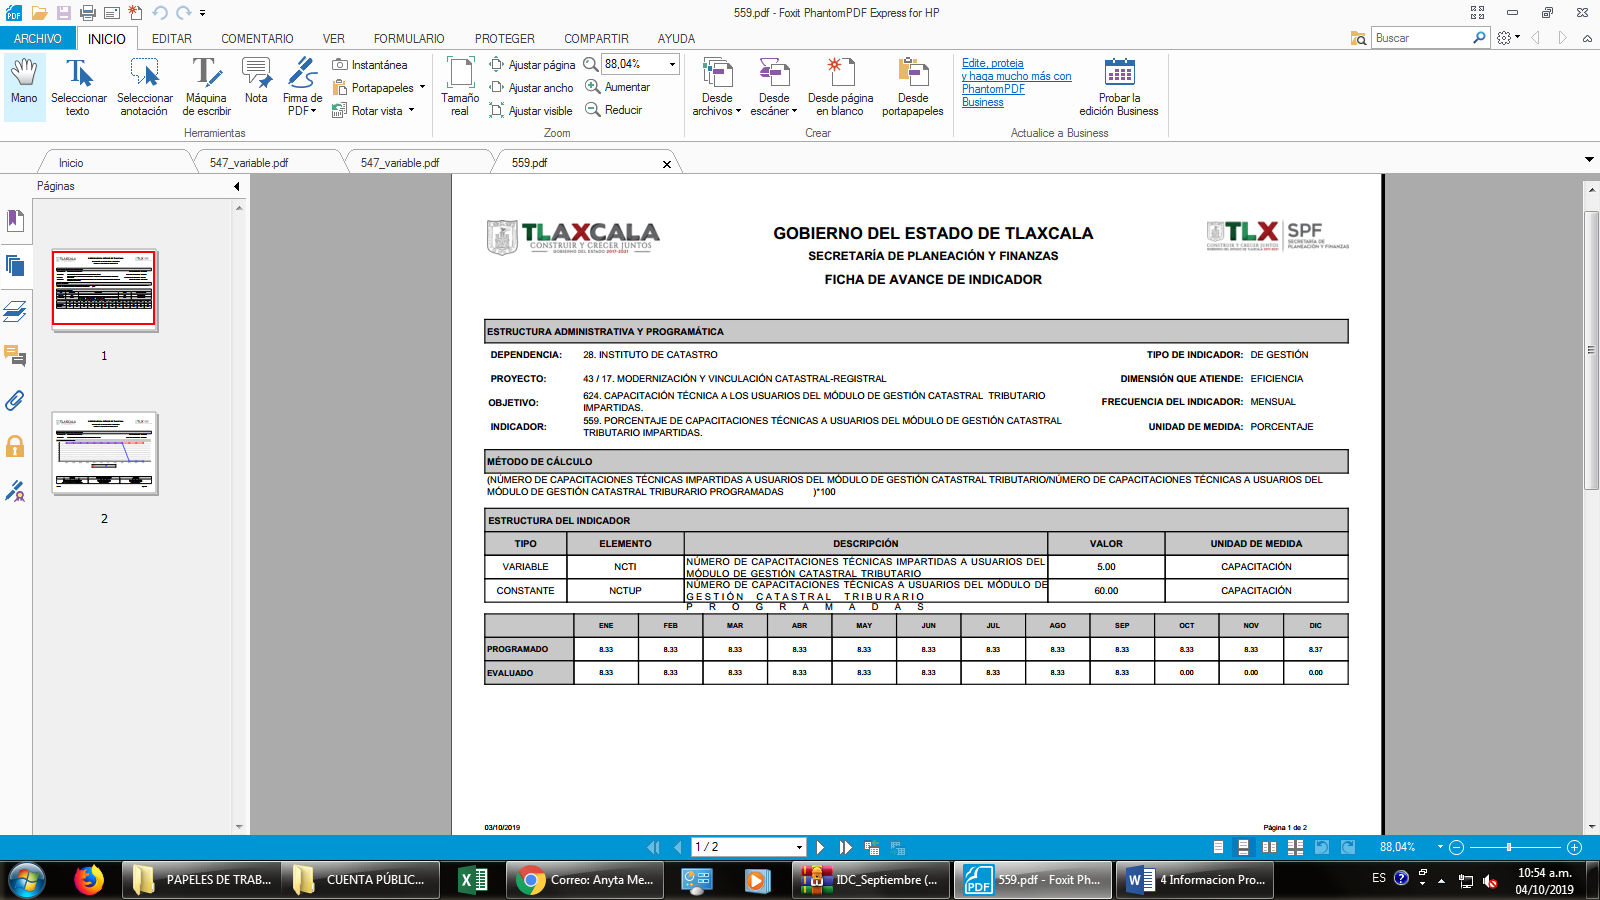 559.pdf - Foxit PhantomPDF Express for HP
ARCHIVO INICIO EDITAR COMENTARIO VER FORMULARIO PROTEGER COMPARTIR AYUDA Buscar
Mano Seleccionar texto Seleccionar anotación Máquina de escribir Nota Firma de PDF
Instantánea
Portapapeles
Rotar vista
Herramientas
Tamaño real
Ajustar página
Ajustar ancho
Ajustar visible
88,04%
Aumentar
Reducir
Zoom
Desde archivos Desde escáner Desde página en blanco Desde portapapeles
Crear
Edite, proteja
y haga mucho más con
PhantomPDF
Business
Probar la edición Business
Actualice a Business
Inicio 547_variable.pdf 547_variable.pdf 559.pdf
Páginas
1
2
TLAXCALA
CONSTRUIR Y CRECER JUNTOS
GOBIERNO DEL ESTADO 2017-2021
GOBIERNO DEL ESTADO DE TLAXCALA
SECRETARÍA DE PLANEACIÓN Y FINANZAS
FICHA DE AVANCE DE INDICADOR
TLX SPF
CONSTRUIR Y CRECER JUNTOS
SECRETARÍA DE
PLANEACIÓN Y FINANZAS
ESTRUCTURA ADMINISTRATIVA Y PROGRAMÁTICA
DEPENDENCIA: 28. INSTITUTO DE CATASTRO TIPO DE INDICADOR: DE GESTIÓN
PROYECTO: 43 / 17. MODERNIZACIÓN Y VINCULACIÓN CATASTRAL-REGISTRAL DIMENSIÓN QUE ATIENDE: EFICIENCIA
OBJETIVO: 624. CAPACITACIÓN TÉCNICA A LOS USUARIOS DEL MÓDULO DE GESTIÓN CATASTRAL TRIBUTARIO
IMPARTIDAS. FRECUENCIA DEL INDICADOR: MENSUAL
INDICADOR: 559. PORCENTAJE DE CAPACITACIONES TÉCNICAS A USUARIOS DEL MÓDULO DE GESTIÓN CATASTRAL
TRIBUTARIO IMPARTIDAS. UNIDAD DE MEDIDA: PORCENTAJE
MÉTODO DE CÁLCULO
(NÚMERO DE CAPACITACIONES TÉCNICAS IMPARTIDAS A USUARIOS DEL MÓDULO DE GESTIÓN CATASTRAL TRIBUTARIO/NÚMERO DE CAPACITACIONES TÉCNICAS A USUARIOS DEL
MÓDULO DE GESTIÓN CATASTRAL TRIBURARIO PROGRAMADAS )*100
ESTRUCTURA DEL INDICADOR
TIPO ELEMENTO DESCRIPCIÓN VALOR UNIDAD DE MEDIDA
VARIABLE NCTI NÚMERO DE CAPACITACIONES TÉCNICAS IMPARTIDAS A USUARIOS DEL
MÓDULO DE GESTIÓN CATASTRAL TRIBUTARIO 5.00 CAPACITACIÓN
CONSTANTE NCTUP NÚMERO DE CAPACITACIONES TÉCNICAS A USUARIOS DEL MÓDULO DE
GESTIÓN CATASTRAL TRIBURARIO
PROGRAMADAS 60.00 CAPACITACIÓN
ENE FEB MAR ABR MAY JUN JUL AGO SEP OCT NOV DIC
PROGRAMADO 8.33 8.33 8.33 8.33 8.33 8.33 8.33 8.33 8.33 8.33 8.33 8.37
EVALUADO 8.33 8.33 8.33 8.33 8.33 8.33 8.33 8.33 8.33 0.00 0.00 0.00
03/10/2019 Página 1 de 2
1 / 2 88,04%
PAPELES DE TRAB... CUENTA PÚBLIC... Correo: Anyta Me... IDC_Septiembre (... 559.pdf - Foxit Ph... 4 Informacion Pro... ES 10:54 a.m.
04/10/2019